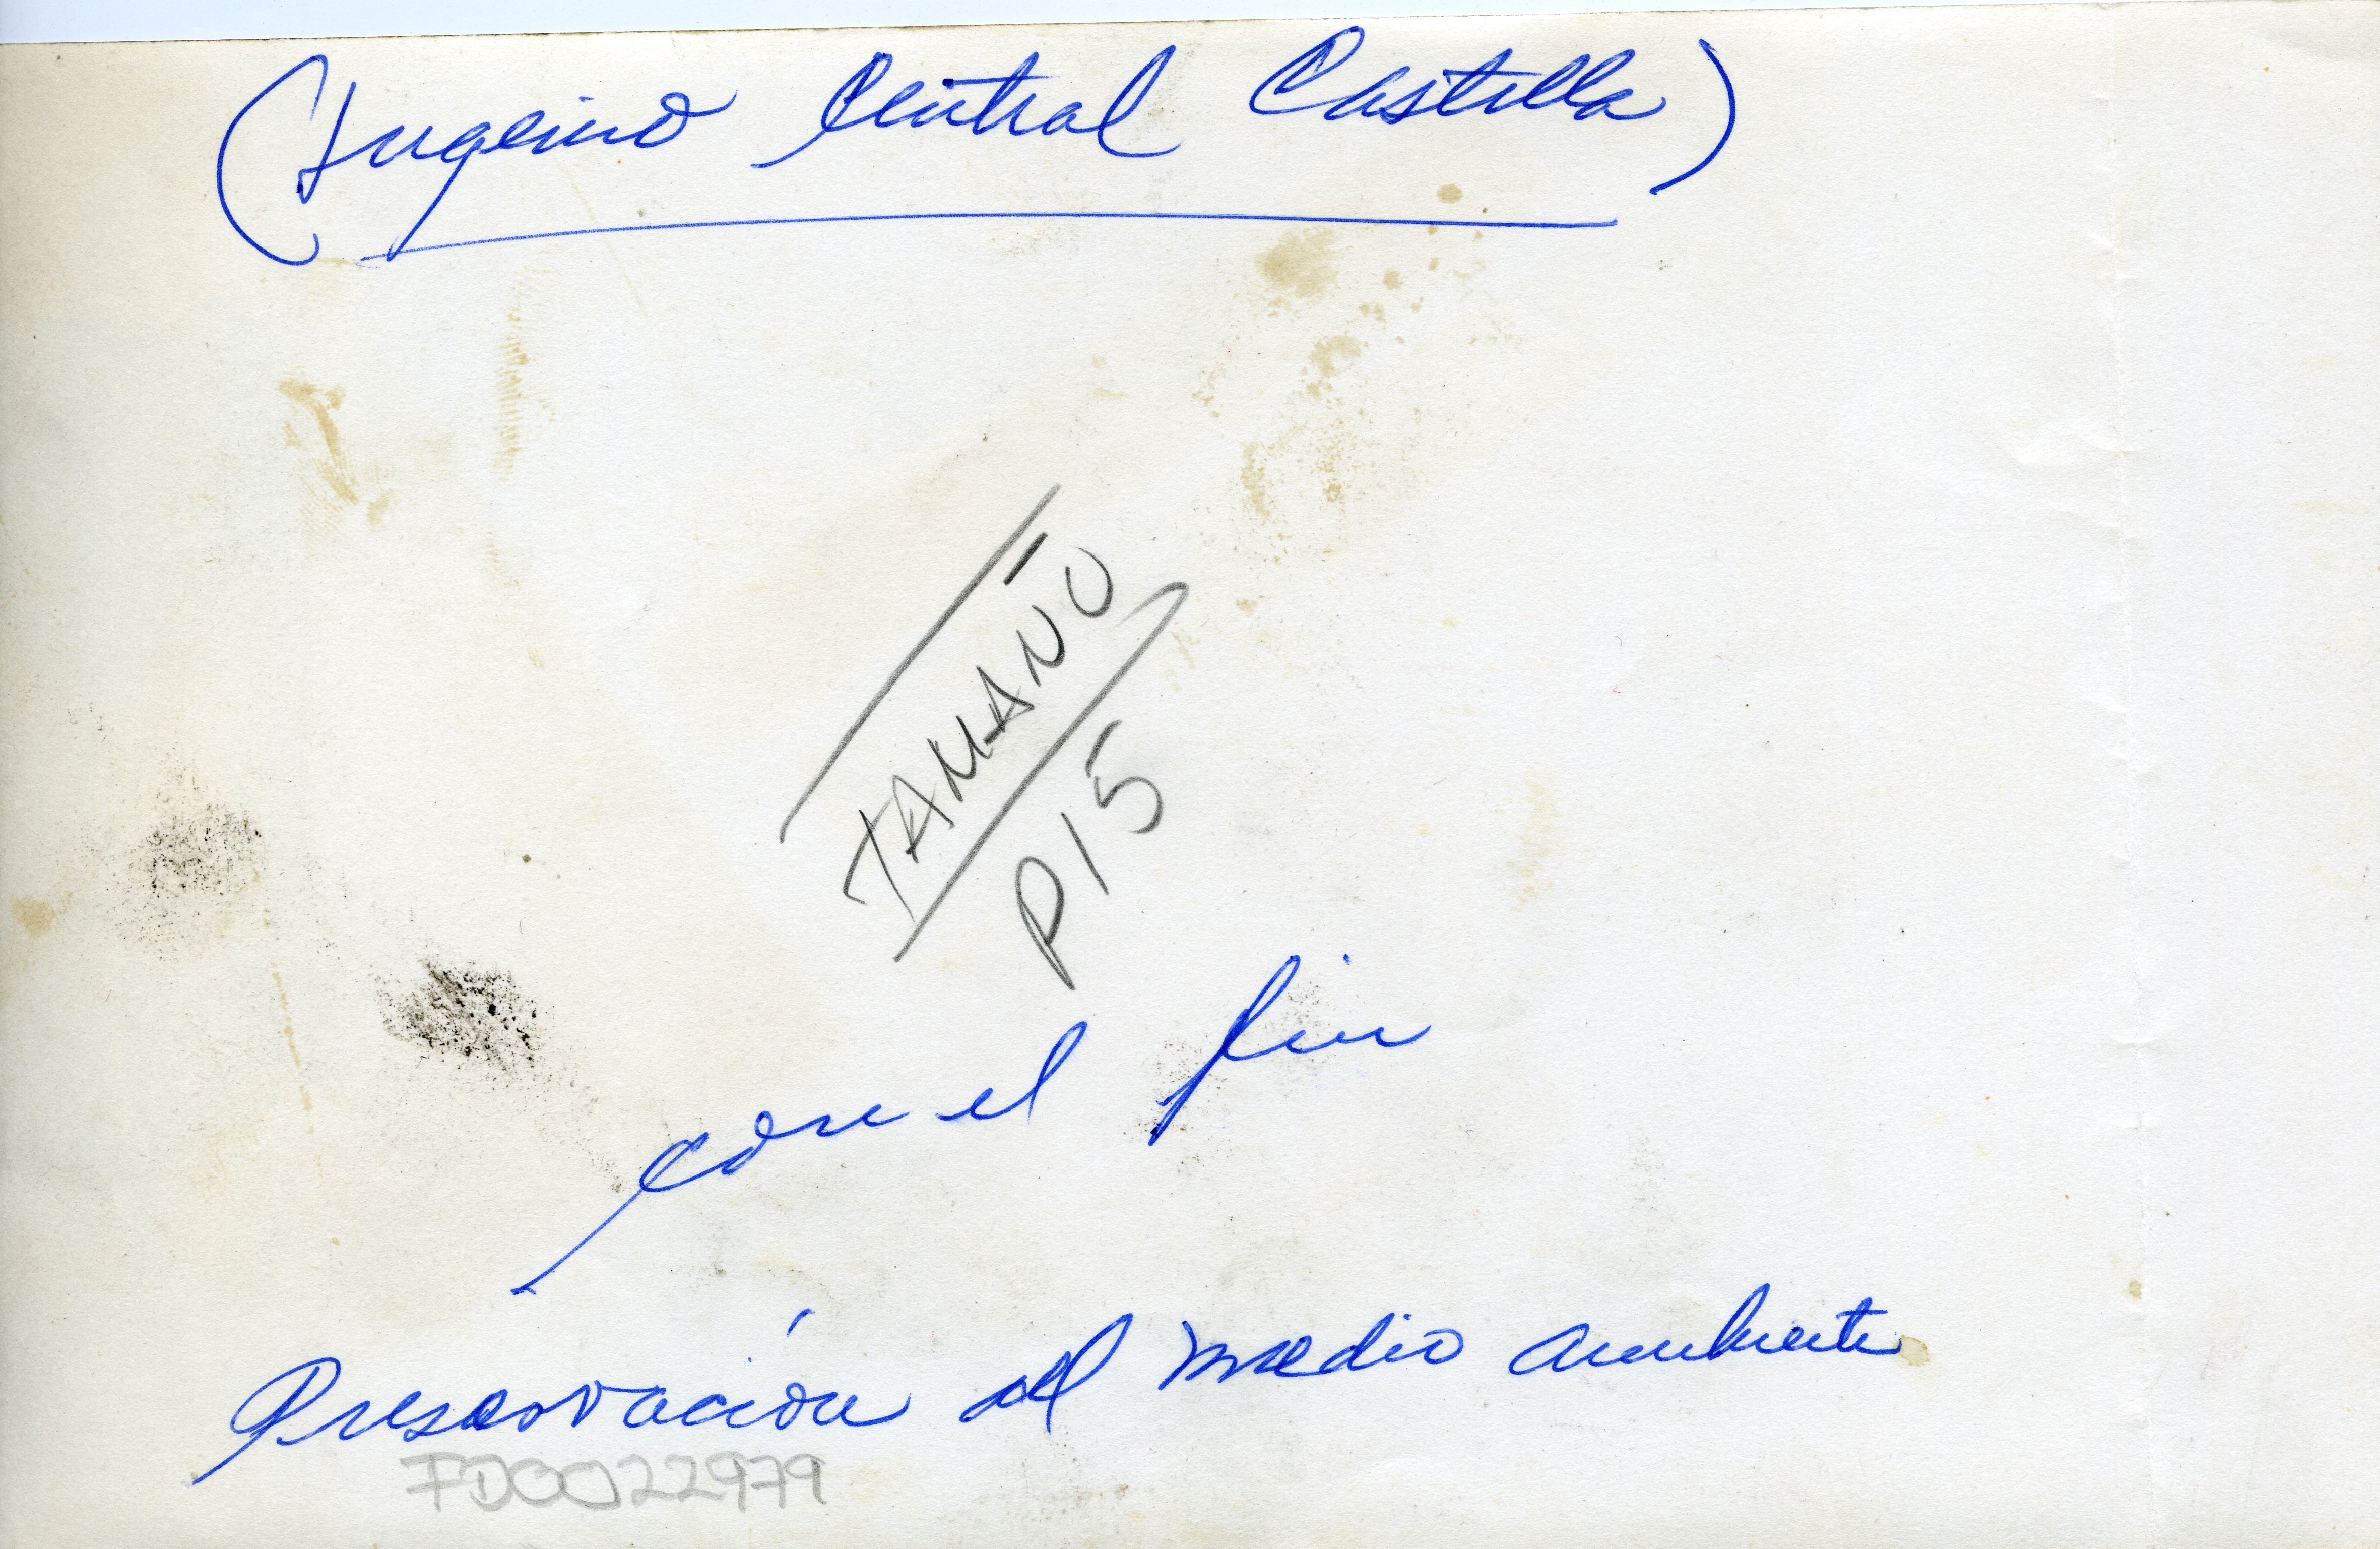 (Ingenio Central Castilla)
TAMAÑO
P15
con el fin
Preservación del medio ambiente
FD0022979